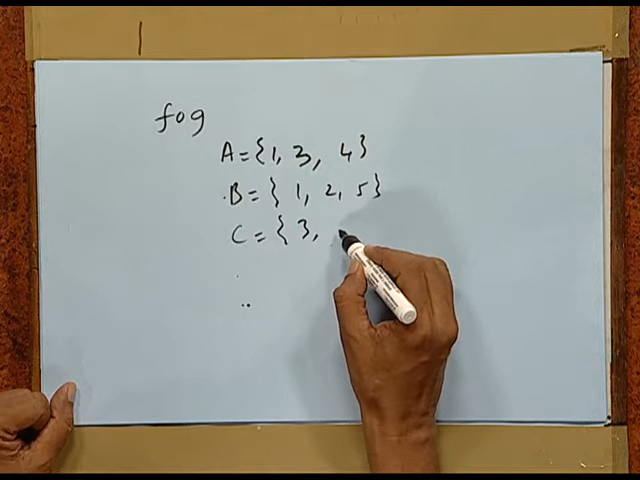 fog
A = {1, 3, 4}
B = { 1, 2, 5}
C = { 3,